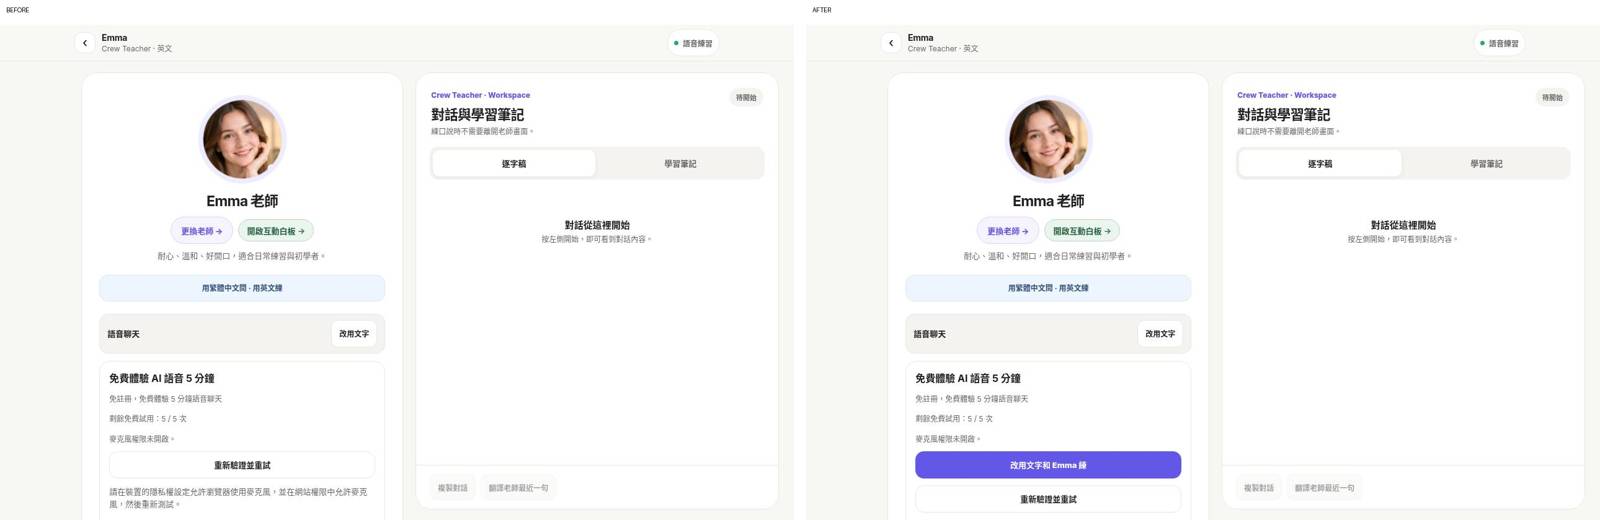 BEFORE
Emma
Crew Teacher · 英文
語音練習
Emma 老師
更換老師 →
開啟互動白板 →
耐心、溫和、好開口，適合日常練習與初學者。
用繁體中文問 · 用英文練
語音聊天
改用文字
免費體驗 AI 語音 5 分鐘
免註冊，免費體驗 5 分鐘語音聊天
剩餘免費試用：5 / 5 次
麥克風權限未開啟。
重新驗證並重試
請在裝置的隱私權設定允許瀏覽器使用麥克風，並在網站權限中允許麥克
風，然後重新測試。
Crew Teacher · Workspace
待開始
對話與學習筆記
練口說時不需要離開老師畫面。
逐字稿
學習筆記
對話從這裡開始
按左側開始，即可看到對話內容。
複製對話
翻譯老師最近一句
AFTER
Emma
Crew Teacher · 英文
語音練習
Emma 老師
更換老師 →
開啟互動白板 →
耐心、溫和、好開口，適合日常練習與初學者。
用繁體中文問 · 用英文練
語音聊天
改用文字
免費體驗 AI 語音 5 分鐘
免註冊，免費體驗 5 分鐘語音聊天
剩餘免費試用：5 / 5 次
麥克風權限未開啟。
改用文字和 Emma 練
重新驗證並重試
Crew Teacher · Workspace
待開始
對話與學習筆記
練口說時不需要離開老師畫面。
逐字稿
學習筆記
對話從這裡開始
按左側開始，即可看到對話內容。
複製對話
翻譯老師最近一句